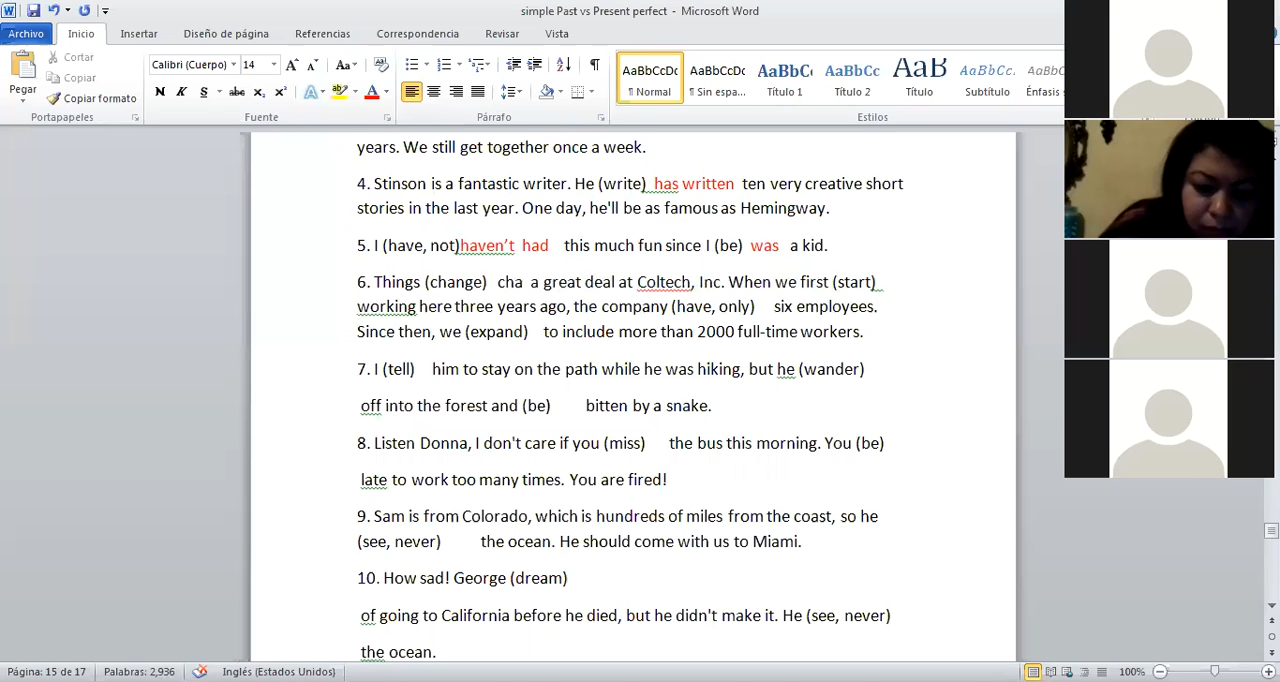 simple Past vs Present perfect - Microsoft Word
Archivo Inicio Insertar Diseño de página Referencias Correspondencia Revisar Vista
Pegar
Cortar
Copiar
Copiar formato
Portapapeles
Calibri (Cuerpo) 14
Fuente
Párrafo
AaBbCcDc AaBbCcDc AaBbC AaBbCc AaB AaBbCc. AaBbCc
¶ Normal ¶ Sin espa... Título 1 Título 2 Título Subtítulo Énfasis
Estilos
years. We still get together once a week.
4. Stinson is a fantastic writer. He (write) has written ten very creative short
stories in the last year. One day, he'll be as famous as Hemingway.
5. I (have, not)haven't had this much fun since I (be) was a kid.
6. Things (change) cha a great deal at Coltech, Inc. When we first (start)
working here three years ago, the company (have, only) six employees.
Since then, we (expand) to include more than 2000 full-time workers.
7. I (tell) him to stay on the path while he was hiking, but he (wander)
off into the forest and (be) bitten by a snake.
8. Listen Donna, I don't care if you (miss) the bus this morning. You (be)
late to work too many times. You are fired!
9. Sam is from Colorado, which is hundreds of miles from the coast, so he
(see, never) the ocean. He should come with us to Miami.
10. How sad! George (dream)
of going to California before he died, but he didn't make it. He (see, never)
the ocean.
Página: 15 de 17 Palabras: 2,936 Inglés (Estados Unidos) 100%